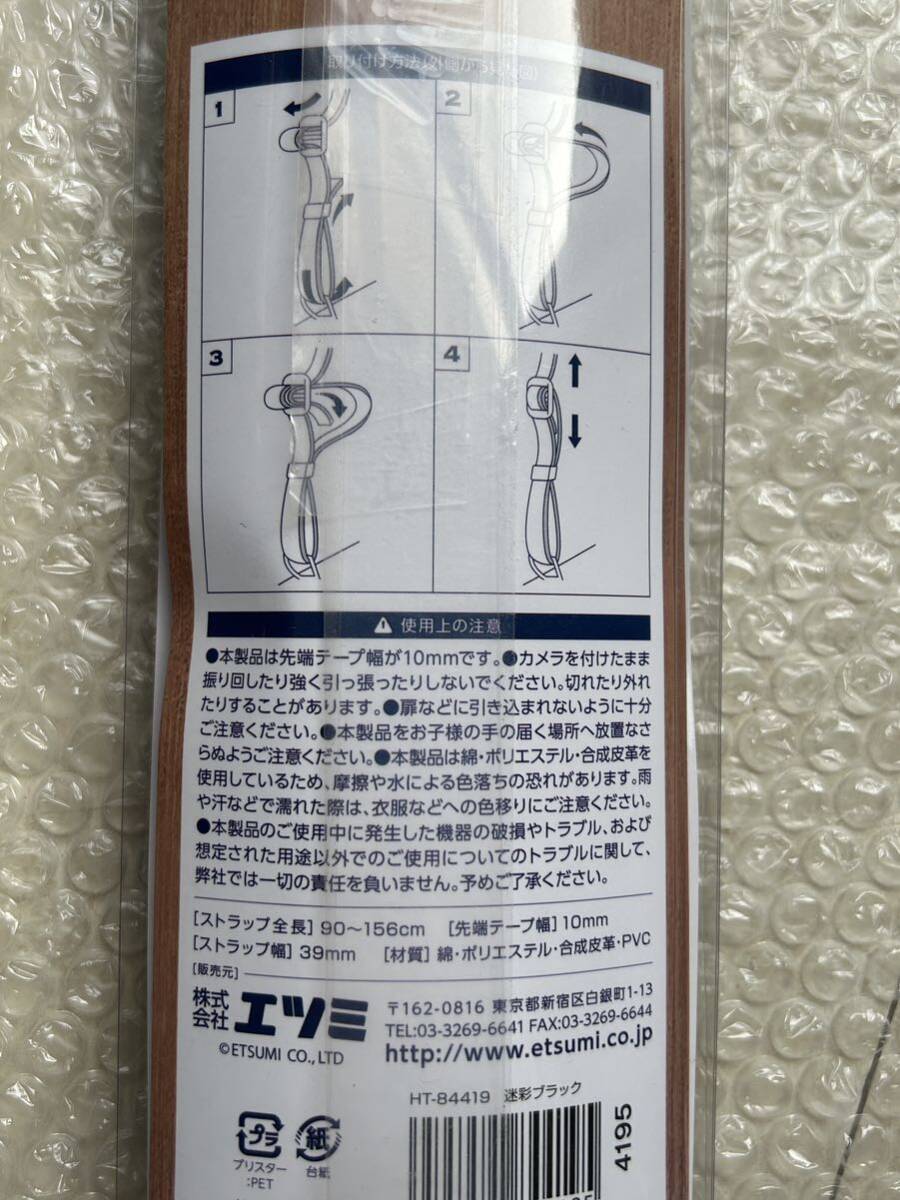 取り付け方法(外側から見た図)
1
2
3
4
使用上の注意
●本製品は先端テープ幅が10mmです。●カメラを付けたまま
振り回したり強く引っ張ったりしないでください。切れたり外れ
たりすることがあります。●扉などに引き込まれないように十分
ご注意ください。●本製品をお子様の手の届く場所へ放置なさ
らぬようご注意ください。●本製品は綿・ポリエステル・合成皮革を
使用しているため、摩擦や水による色落ちの恐れがあります。雨
や汗などで濡れた際は、衣服などへの色移りにご注意ください。
●本製品のご使用中に発生した機器の破損やトラブル、および
想定された用途以外でのご使用についてのトラブルに関して、
弊社では一切の責任を負いません。予めご了承ください。
[ストラップ全長] 90〜156cm [先端テープ幅] 10mm
[ストラップ幅] 39mm [材質] 綿・ポリエステル・合成皮革・PVC
[販売元]
株式会社 エツミ
©ETSUMI CO.,LTD
〒162-0816 東京都新宿区白銀町1-13
TEL:03-3269-6641 FAX:03-3269-6644
http://www.etsumi.co.jp
HT-84419 迷彩ブラック
4195
プラ
ブリスター
:PET
紙
台紙